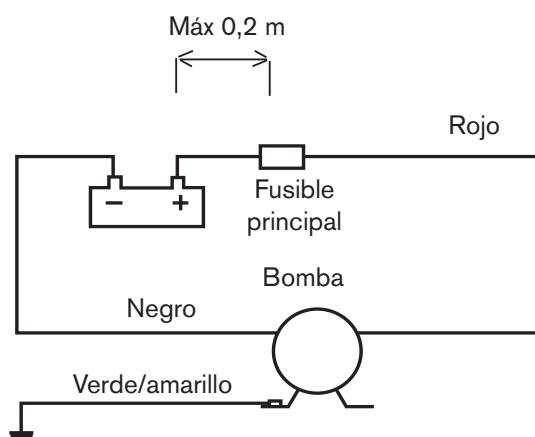 Máx 0,2 m
Rojo
− +
Fusible
principal
Bomba
Negro
Verde/amarillo